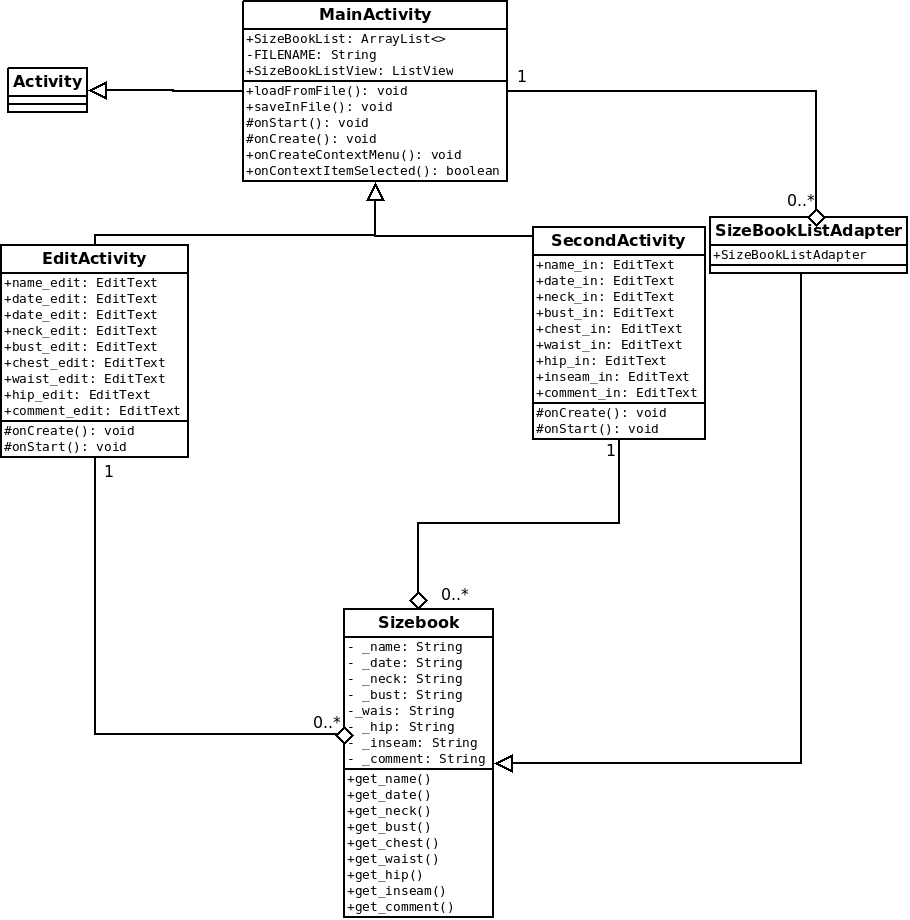 MainActivity
+SizeBookList: ArrayList<>
-FILENAME: String
+SizeBookListView: ListView
+loadFromFile(): void
+saveInFile(): void
#onStart(): void
#onCreate(): void
+onCreateContextMenu(): void
+onContextItemSelected(): boolean
Activity
1
0..*
SizeBookListAdapter
+SizeBookListAdapter
EditActivity
+name_edit: EditText
+date_edit: EditText
+date_edit: EditText
+neck_edit: EditText
+bust_edit: EditText
+chest_edit: EditText
+waist_edit: EditText
+hip_edit: EditText
+comment_edit: EditText
#onCreate(): void
#onStart(): void
1
SecondActivity
+name_in: EditText
+date_in: EditText
+neck_in: EditText
+bust_in: EditText
+chest_in: EditText
+waist_in: EditText
+hip_in: EditText
+inseam_in: EditText
+comment_in: EditText
#onCreate(): void
#onStart(): void
1
0..*
0..*
Sizebook
- _name: String
- _date: String
- _neck: String
- _bust: String
-_wais: String
- _hip: String
- _inseam: String
- _comment: String
+get_name()
+get_date()
+get_neck()
+get_bust()
+get_chest()
+get_waist()
+get_hip()
+get_inseam()
+get_comment()